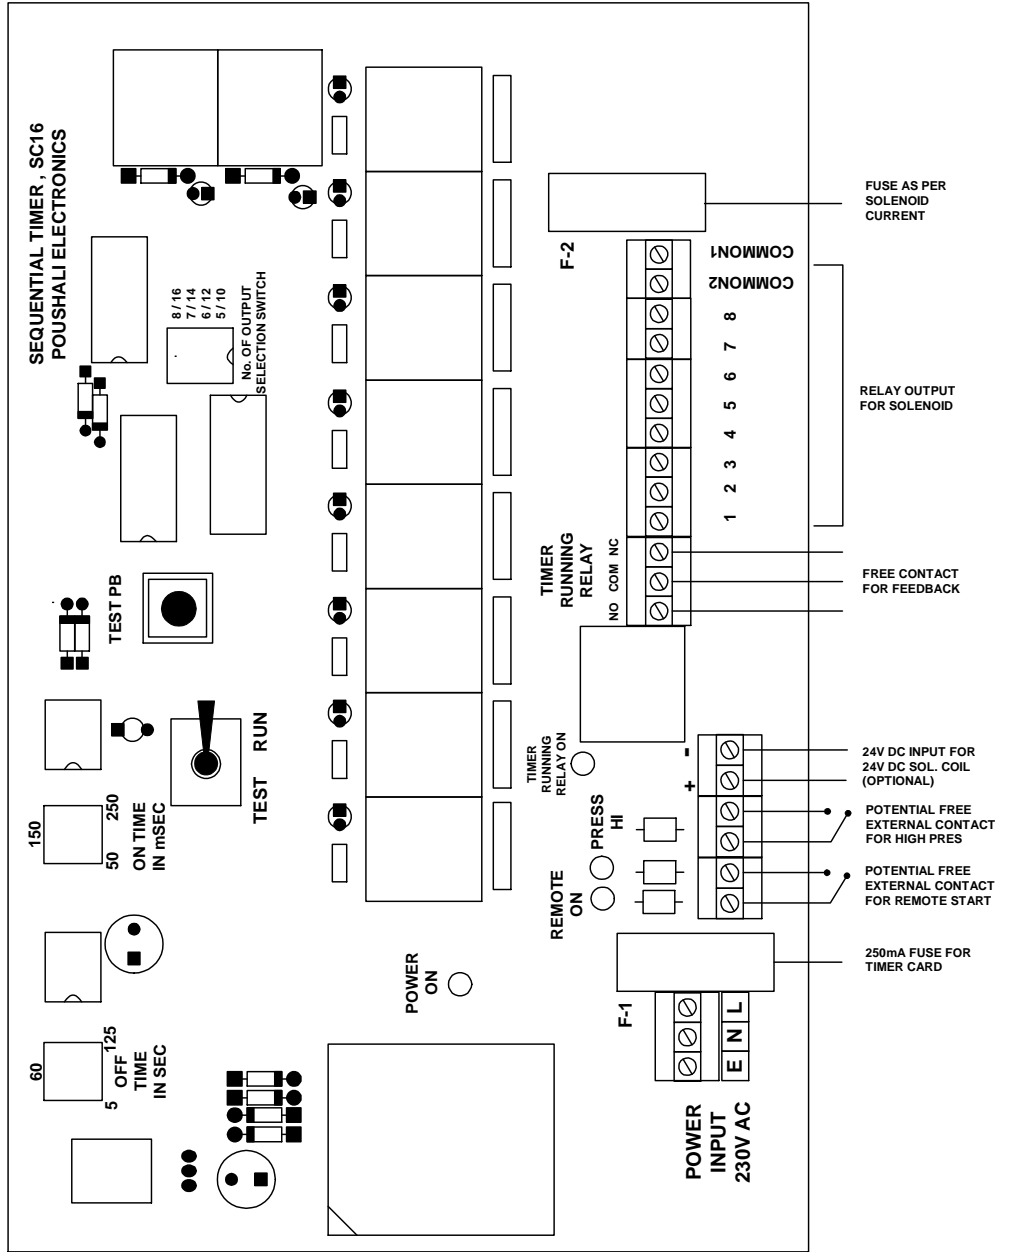 SEQUENTIAL TIMER , SC16
POUSHALI ELECTRONICS
8 / 16
7 / 14
6 / 12
5 / 10
No. OF OUTPUT
SELECTION SWITCH
TEST PB
TEST RUN
150
50 250
ON TIME
IN mSEC
60
5 125
OFF
TIME
IN SEC
POWER
ON
F-2
COMMON1
COMMON2
8
7
6
5
4
3
2
1
TIMER
RUNNING
RELAY
NO COM NC
TIMER
RUNNING
RELAY ON
- 
+
PRESS
HI
REMOTE
ON
F-1
E N L
POWER
INPUT
230V AC
FUSE AS PER
SOLENOID
CURRENT
RELAY OUTPUT
FOR SOLENOID
FREE CONTACT
FOR FEEDBACK
24V DC INPUT FOR
24V DC SOL. COIL
(OPTIONAL)
POTENTIAL FREE
EXTERNAL CONTACT
FOR HIGH PRES
POTENTIAL FREE
EXTERNAL CONTACT
FOR REMOTE START
250mA FUSE FOR
TIMER CARD